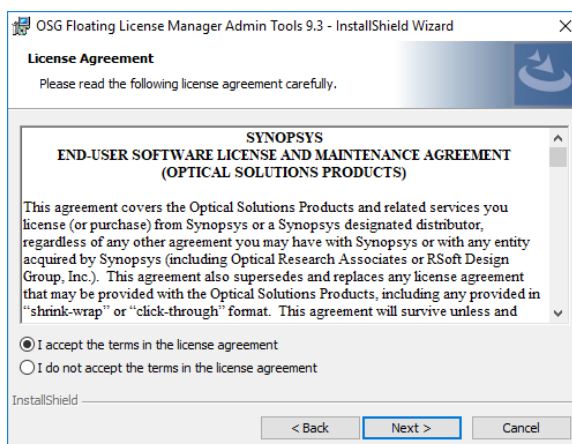 OSG Floating License Manager Admin Tools 9.3 - InstallShield Wizard
License Agreement
Please read the following license agreement carefully.
SYNOPSYS
END-USER SOFTWARE LICENSE AND MAINTENANCE AGREEMENT
(OPTICAL SOLUTIONS PRODUCTS)
This agreement covers the Optical Solutions Products and related services you
license (or purchase) from Synopsys or a Synopsys designated distributor,
regardless of any other agreement you may have with Synopsys or with any entity
acquired by Synopsys (including Optical Research Associates or RSoft Design
Group, Inc.).  This agreement also supersedes and replaces any license agreement
that may be provided with the Optical Solutions Products, including any provided in
“shrink-wrap” or “click-through” format.  This agreement will survive unless and
I accept the terms in the license agreement
I do not accept the terms in the license agreement
InstallShield
< Back
Next >
Cancel